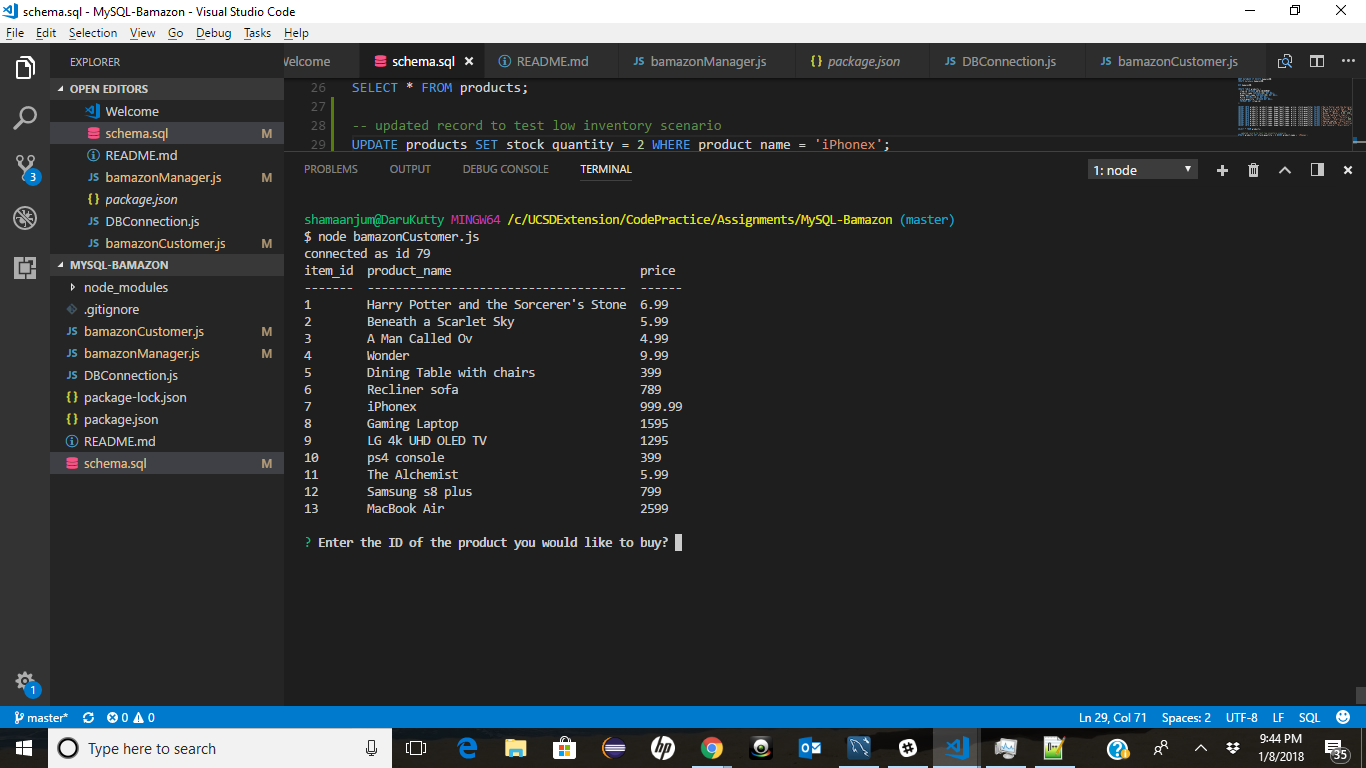 schema.sql - MySQL-Bamazon - Visual Studio Code
File Edit Selection View Go Debug Tasks Help
EXPLORER
OPEN EDITORS
Welcome
schema.sql M
README.md
bamazonManager.js M
package.json
DBConnection.js
bamazonCustomer.js M
MYSQL-BAMAZON
node_modules
.gitignore
bamazonCustomer.js M
bamazonManager.js M
DBConnection.js
package-lock.json
package.json
README.md
schema.sql M
3
1
Welcome schema.sql README.md bamazonManager.js package.json DBConnection.js bamazonCustomer.js
26 SELECT * FROM products;
27
28 -- updated record to test low inventory scenario
29 UPDATE products SET stock_quantity = 2 WHERE product_name = 'iPhonex';
PROBLEMS OUTPUT DEBUG CONSOLE TERMINAL 1: node
shamaanjum@DaruKutty MINGW64 /c/UCSDExtension/CodePractice/Assignments/MySQL-Bamazon (master)
$ node bamazonCustomer.js
connected as id 79
item_id product_name price
------- ------------------------------------- ------
1 Harry Potter and the Sorcerer's Stone 6.99
2 Beneath a Scarlet Sky 5.99
3 A Man Called Ov 4.99
4 Wonder 9.99
5 Dining Table with chairs 399
6 Recliner sofa 789
7 iPhonex 999.99
8 Gaming Laptop 1595
9 LG 4k UHD OLED TV 1295
10 ps4 console 399
11 The Alchemist 5.99
12 Samsung s8 plus 799
13 MacBook Air 2599
? Enter the ID of the product you would like to buy?
master* 0 0 Ln 29, Col 71 Spaces: 2 UTF-8 LF SQL
Type here to search
9:44 PM
1/8/2018
35